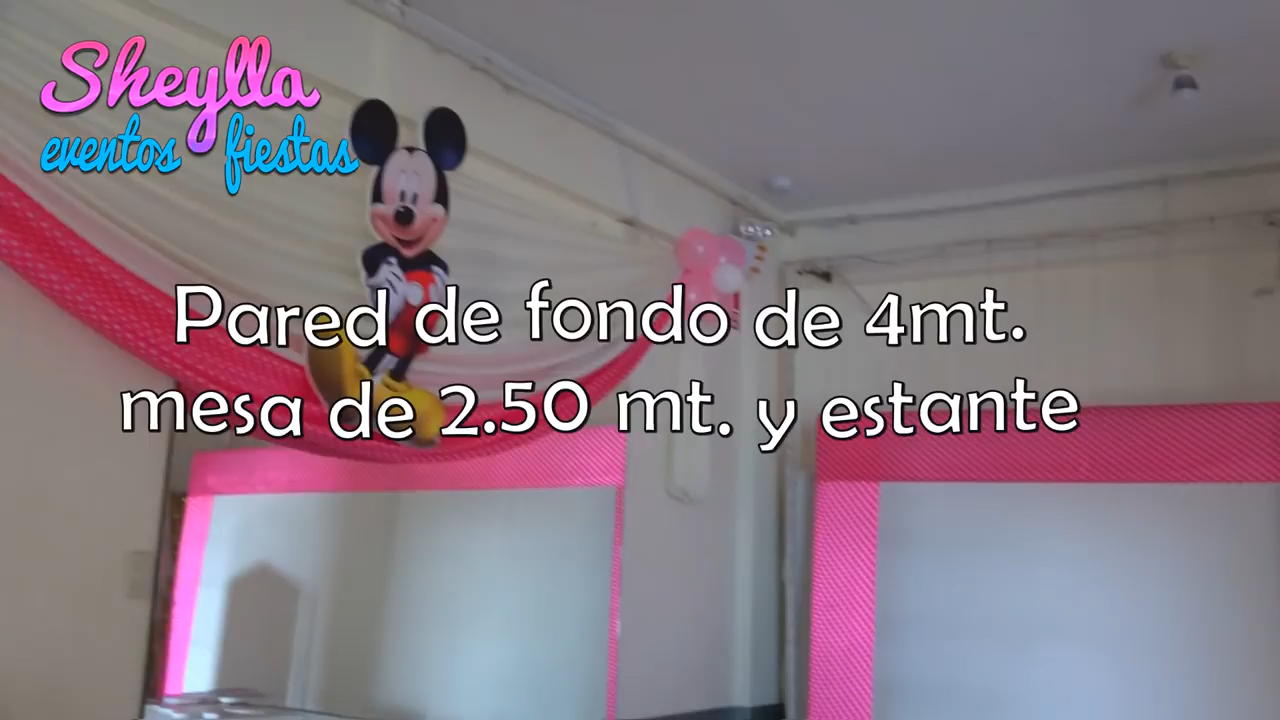 Sheylla
eventos fiestas
Pared de fondo de 4mt.
mesa de 2.50 mt. y estante